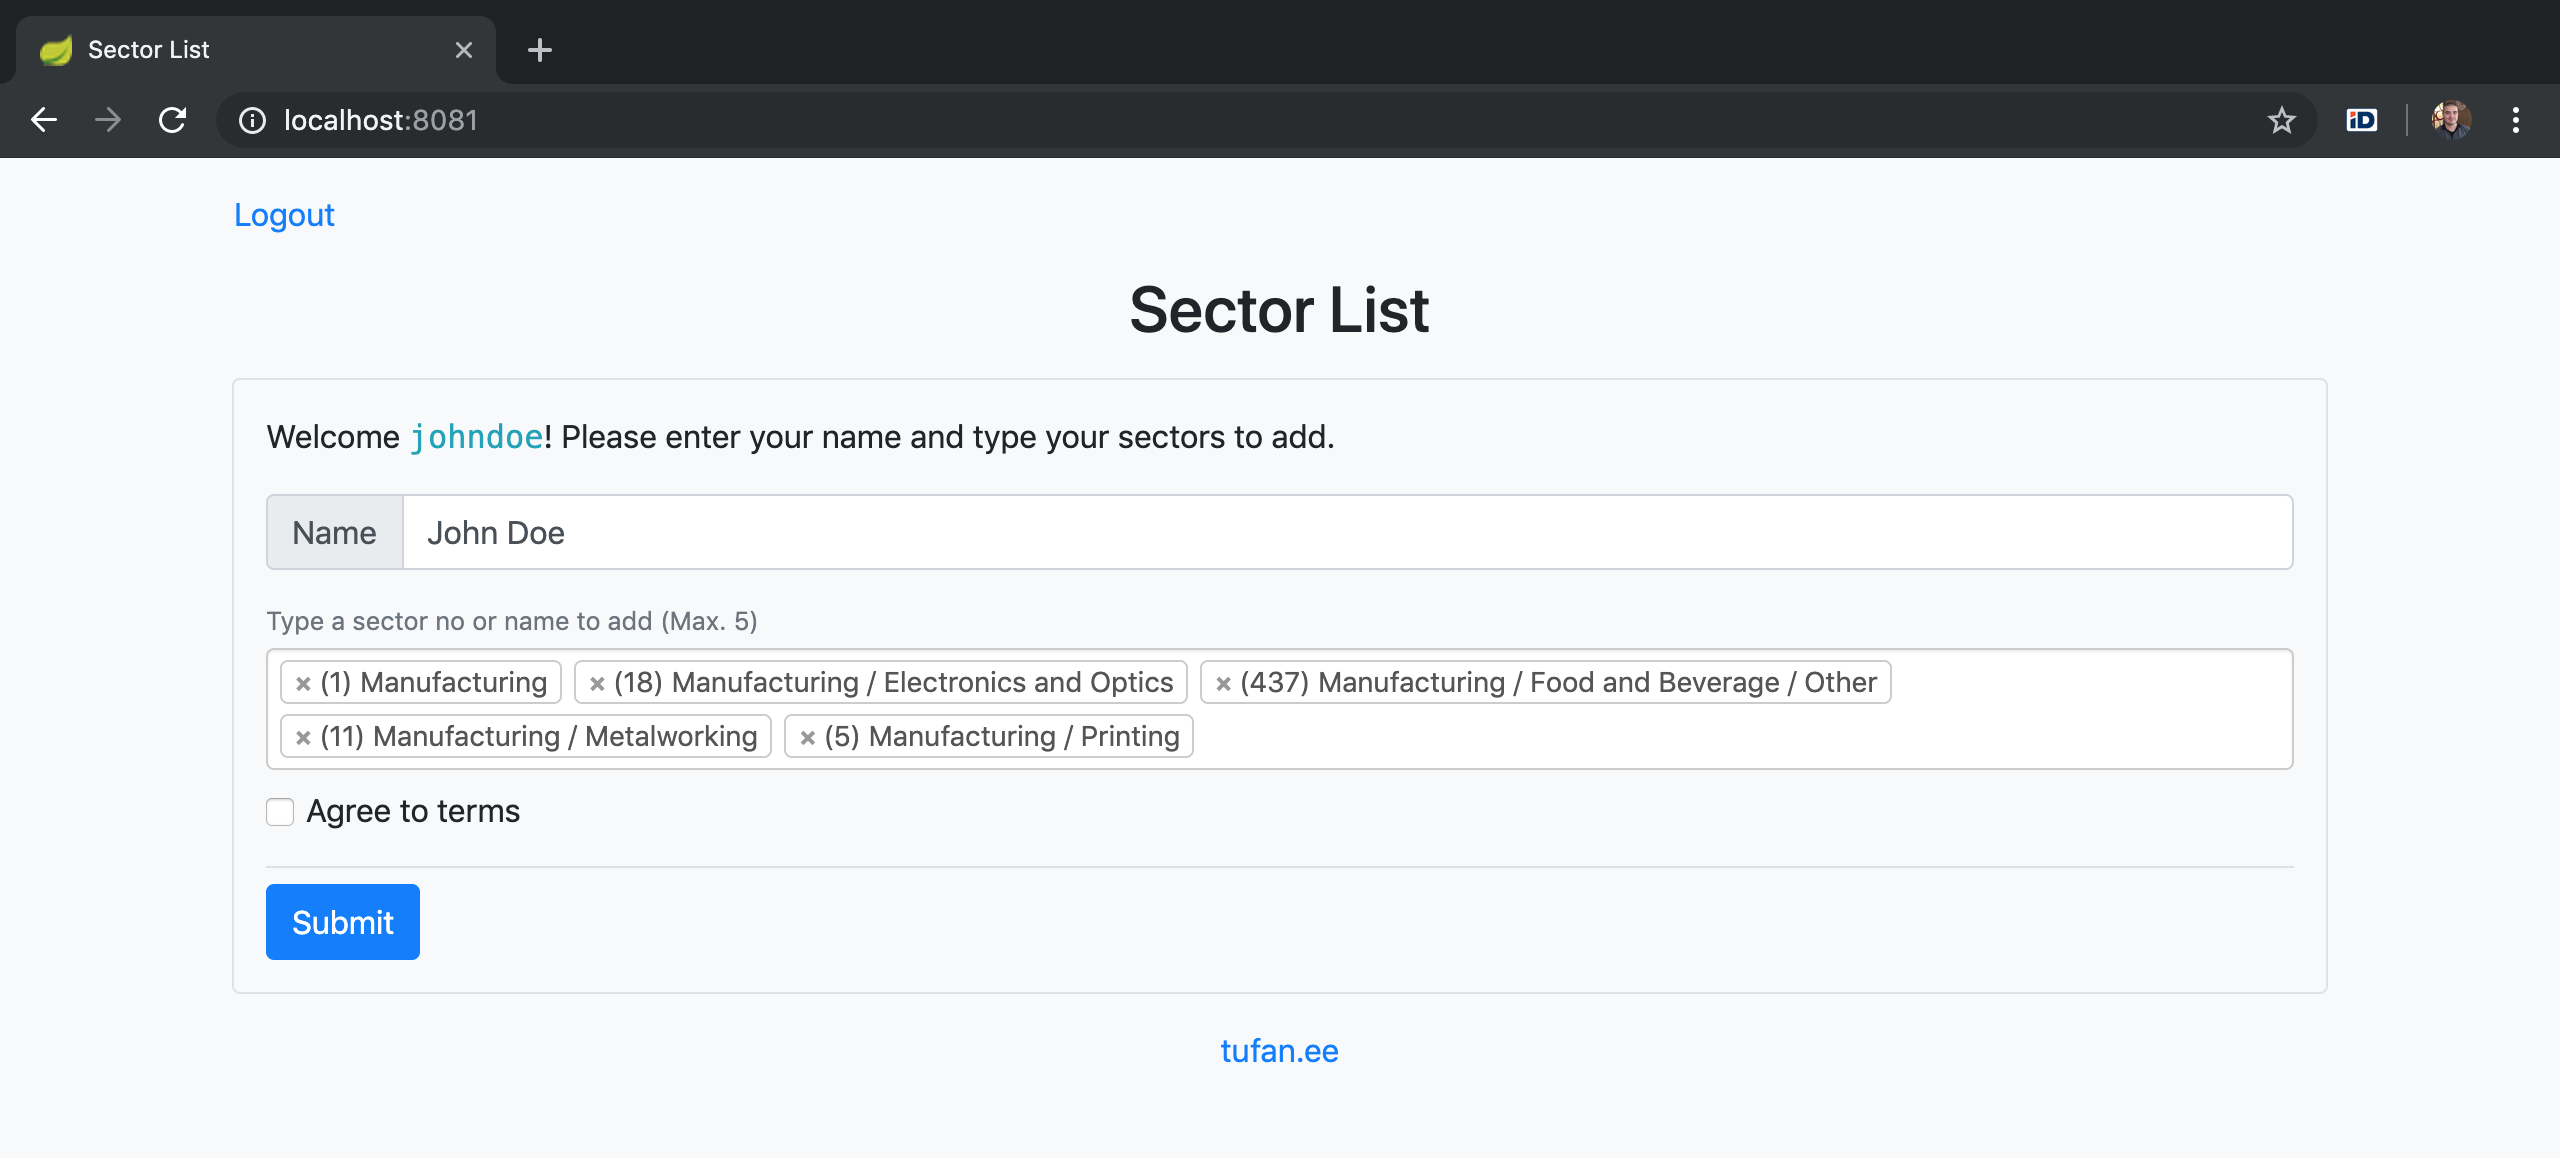 Sector List
localhost:8081
iD
Logout
Sector List
Welcome johndoe! Please enter your name and type your sectors to add.
Name John Doe
Type a sector no or name to add (Max. 5)
× (1) Manufacturing × (18) Manufacturing / Electronics and Optics × (437) Manufacturing / Food and Beverage / Other
× (11) Manufacturing / Metalworking × (5) Manufacturing / Printing
Agree to terms
Submit
tufan.ee